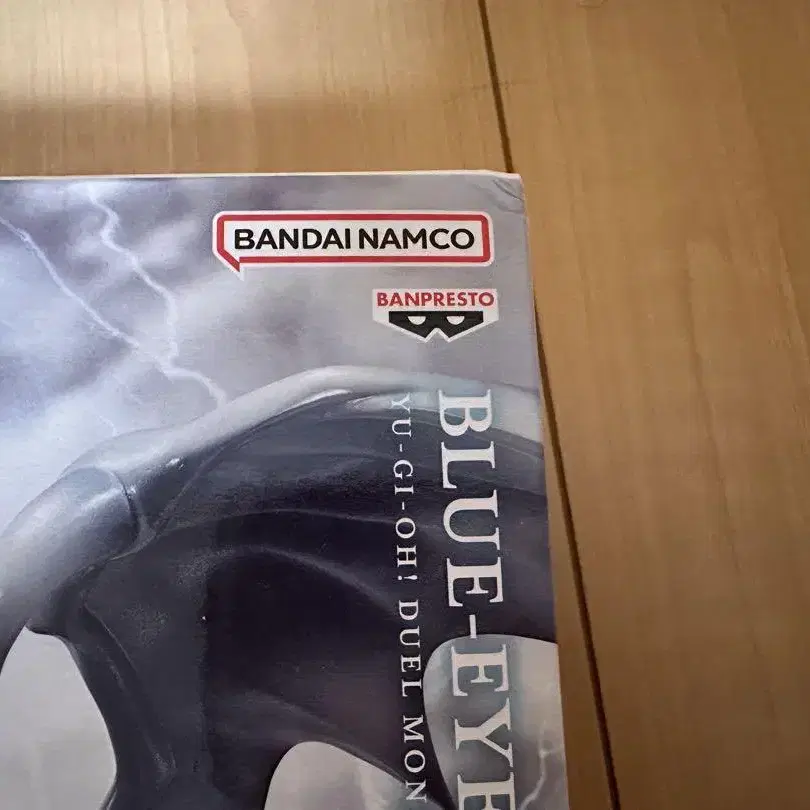 BANDAI NAMCO
BANPRESTO
BLUE-EYE
YU-GI-OH! DUEL MON